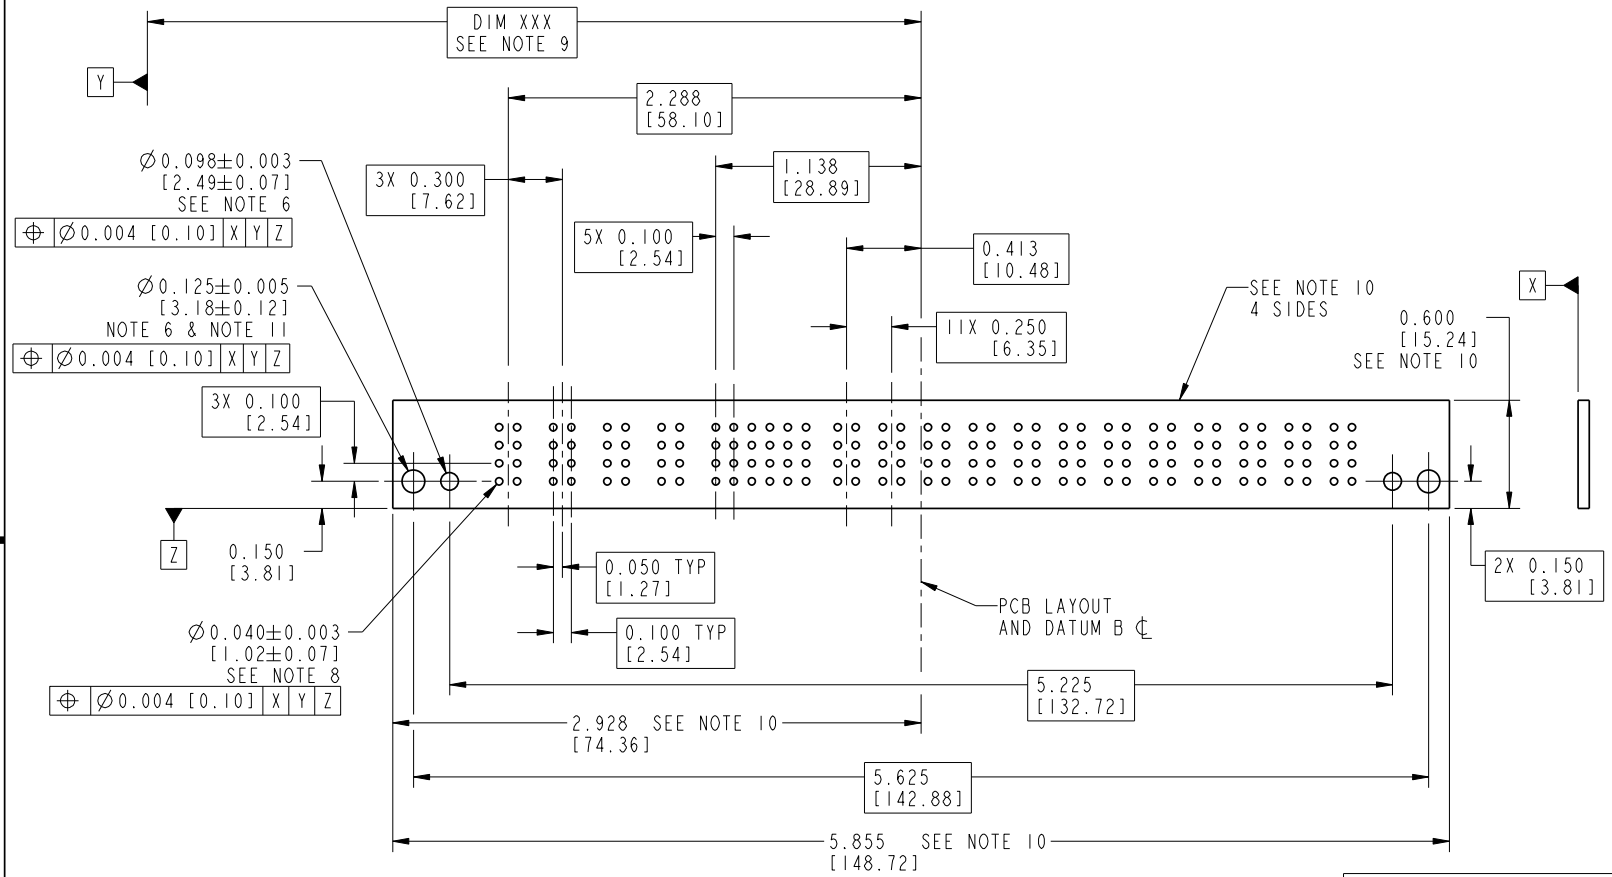 DIM XXX
SEE NOTE 9
Y
2.288
[58.10]
Ø0.098±0.003
[2.49±0.07]
SEE NOTE 6
⌖ Ø0.004 [0.10] X Y Z
3X 0.300
[7.62]
1.138
[28.89]
5X 0.100
[2.54]
0.413
[10.48]
Ø0.125±0.005
[3.18±0.12]
NOTE 6 & NOTE 11
⌖ Ø0.004 [0.10] X Y Z
11X 0.250
[6.35]
SEE NOTE 10
4 SIDES
X
0.600
[15.24]
SEE NOTE 10
3X 0.100
[2.54]
Z
0.150
[3.81]
0.050 TYP
[1.27]
2X 0.150
[3.81]
PCB LAYOUT
AND DATUM B ℄
Ø0.040±0.003
[1.02±0.07]
SEE NOTE 8
⌖ Ø0.004 [0.10] X Y Z
0.100 TYP
[2.54]
5.225
[132.72]
2.928 SEE NOTE 10
[74.36]
5.625
[142.88]
5.855 SEE NOTE 10
[148.72]